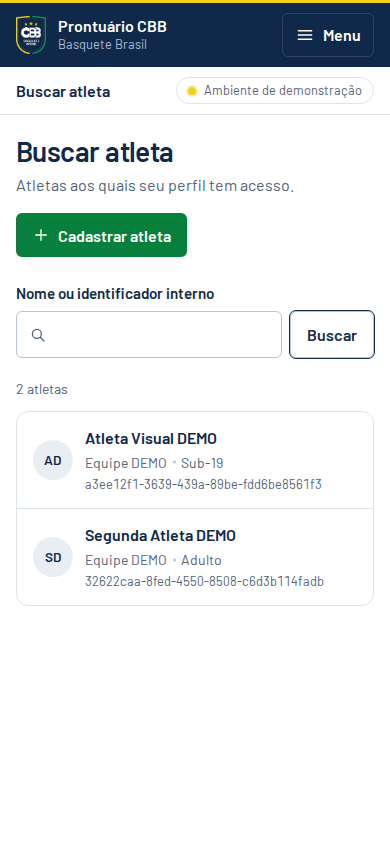 CBB
Prontuário CBB
Basquete Brasil
Menu
Buscar atleta
Ambiente de demonstração
Buscar atleta
Atletas aos quais seu perfil tem acesso.
Cadastrar atleta
Nome ou identificador interno
Buscar
2 atletas
AD
Atleta Visual DEMO
Equipe DEMO • Sub-19
a3ee12f1-3639-439a-89be-fdd6be8561f3
SD
Segunda Atleta DEMO
Equipe DEMO • Adulto
32622caa-8fed-4550-8508-c6d3b114fadb